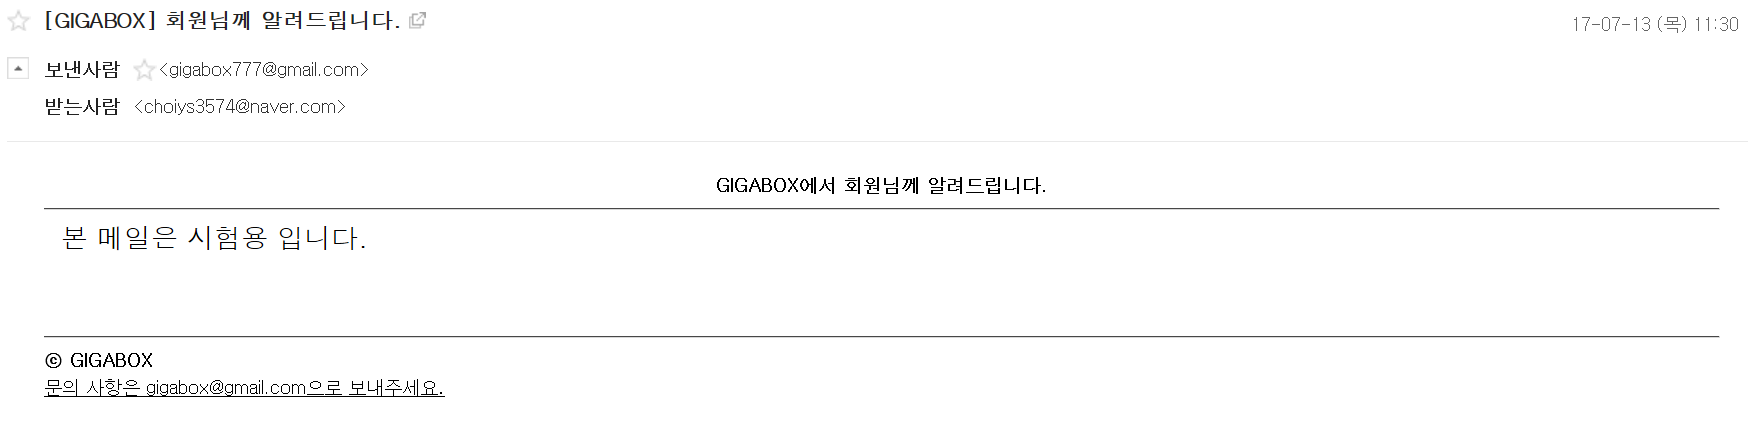 [GIGABOX] 회원님께 알려드립니다.
17-07-13 (목) 11:30
보낸사람 <gigabox777@gmail.com>
받는사람 <choiys3574@naver.com>
GIGABOX에서 회원님께 알려드립니다.
본 메일은 시험용 입니다.
© GIGABOX
문의 사항은 gigabox@gmail.com으로 보내주세요.